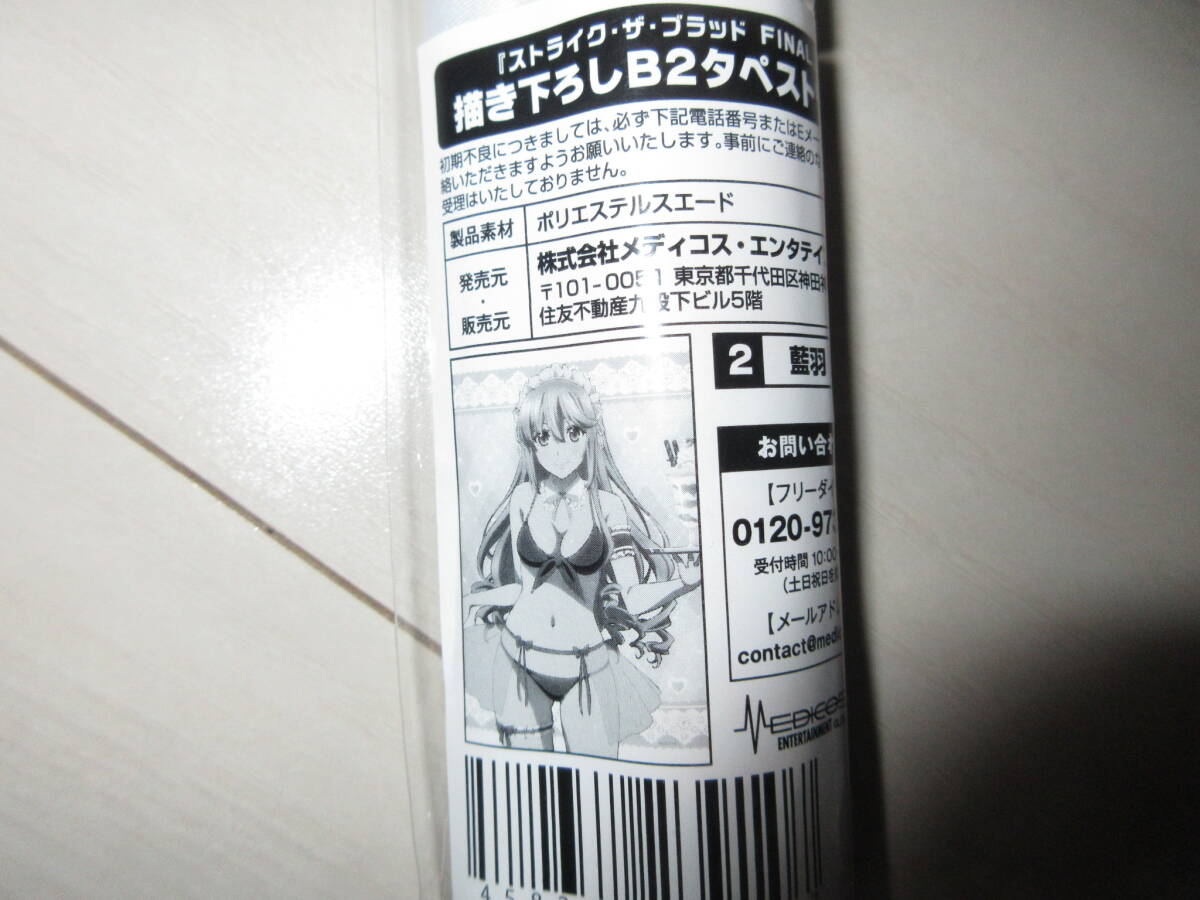 『ストライク・ザ・ブラッド FINAL
描き下ろしB2タペスト
初期不良につきましては、必ず下記電話番号またはEメー
絡いただきますようお願いいたします。事前にご連絡の
受理はいたしておりません。
製品素材 ポリエステルスエード
発売元・販売元 株式会社メディコス・エンタテイ
〒101-0051 東京都千代田区神田
住友不動産九段下ビル5階
2 藍羽
お問い合
【フリーダイ
0120-97
受付時間 10:00
(土日祝日を
【メールアド
contact@medi
MEDICOS
ENTERTAINMENT
459